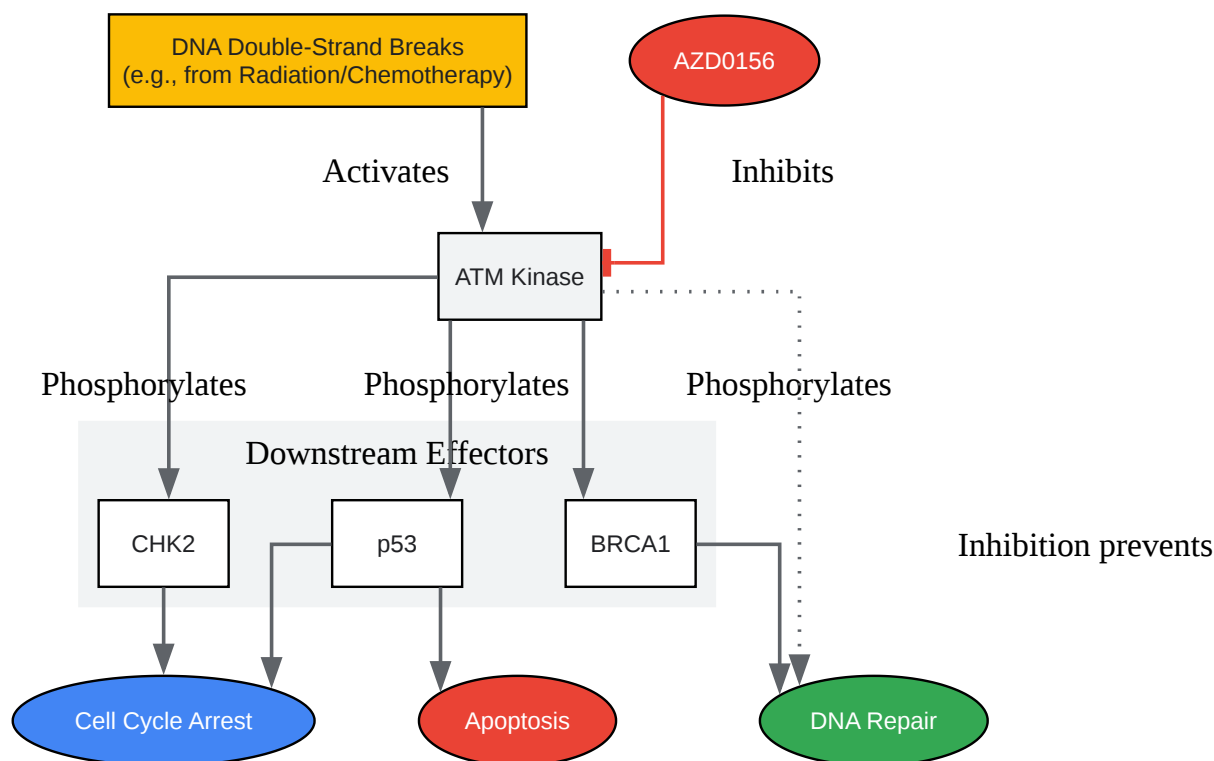 DNA Double-Strand Breaks
(e.g., from Radiation/Chemotherapy)
AZD0156
Activates
Inhibits
ATM Kinase
Phosphorylates
Phosphorylates
Phosphorylates
Downstream Effectors
CHK2
p53
BRCA1
Inhibition prevents
Cell Cycle Arrest
Apoptosis
DNA Repair